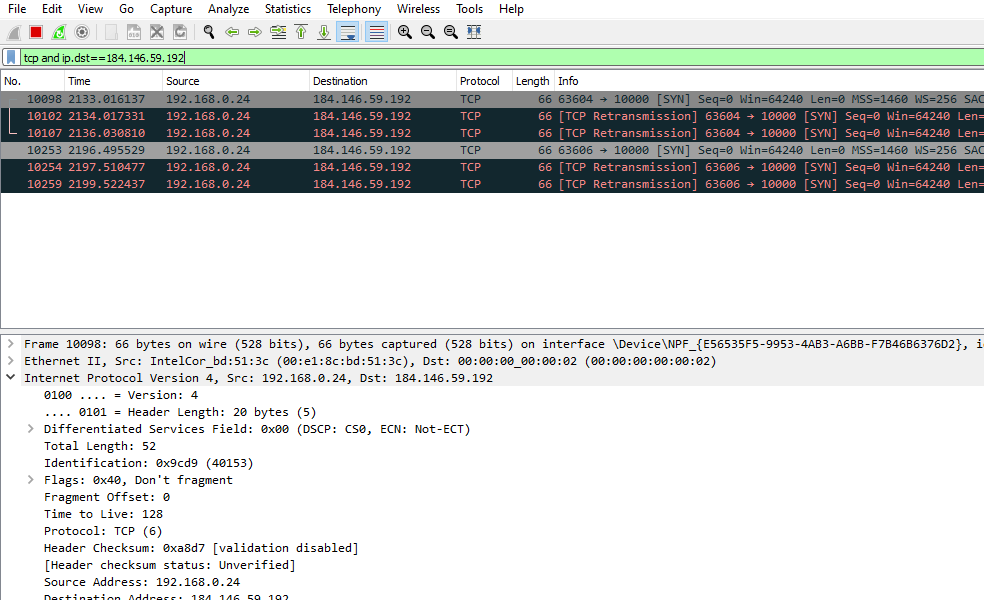 File Edit View Go Capture Analyze Statistics Telephony Wireless Tools Help
tcp and ip.dst==184.146.59.192
No. Time Source Destination Protocol Length Info
10098 2133.016137 192.168.0.24 184.146.59.192 TCP 66 63604 → 10000 [SYN] Seq=0 Win=64240 Len=0 MSS=1460 WS=256 SAC
10102 2134.017331 192.168.0.24 184.146.59.192 TCP 66 [TCP Retransmission] 63604 → 10000 [SYN] Seq=0 Win=64240 Len=
10107 2136.030810 192.168.0.24 184.146.59.192 TCP 66 [TCP Retransmission] 63604 → 10000 [SYN] Seq=0 Win=64240 Len=
10253 2196.495529 192.168.0.24 184.146.59.192 TCP 66 63606 → 10000 [SYN] Seq=0 Win=64240 Len=0 MSS=1460 WS=256 SAC
10254 2197.510477 192.168.0.24 184.146.59.192 TCP 66 [TCP Retransmission] 63606 → 10000 [SYN] Seq=0 Win=64240 Len=
10259 2199.522437 192.168.0.24 184.146.59.192 TCP 66 [TCP Retransmission] 63606 → 10000 [SYN] Seq=0 Win=64240 Len=
Frame 10098: 66 bytes on wire (528 bits), 66 bytes captured (528 bits) on interface \Device\NPF_{E56535F5-9953-4AB3-A6BB-F7B46B6376D2}, i
Ethernet II, Src: IntelCor_bd:51:3c (00:e1:8c:bd:51:3c), Dst: 00:00:00_00:00:02 (00:00:00:00:00:02)
Internet Protocol Version 4, Src: 192.168.0.24, Dst: 184.146.59.192
0100 .... = Version: 4
.... 0101 = Header Length: 20 bytes (5)
Differentiated Services Field: 0x00 (DSCP: CS0, ECN: Not-ECT)
Total Length: 52
Identification: 0x9cd9 (40153)
Flags: 0x40, Don't fragment
Fragment Offset: 0
Time to Live: 128
Protocol: TCP (6)
Header Checksum: 0xa8d7 [validation disabled]
[Header checksum status: Unverified]
Source Address: 192.168.0.24
Destination Address: 184.146.59.192